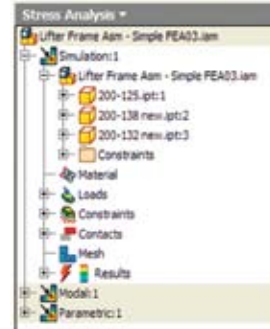 Stress Analysis
Lifter Frame Asm - Simple FEA03.iam
Simulation:1
Lifter Frame Asm - Simple FEA03.iam
200-125.ipt:1
200-138 new.ipt:2
200-132 new.ipt:3
Constraints
Material
Loads
Constraints
Contacts
Mesh
Results
Modal:1
Parametric:1